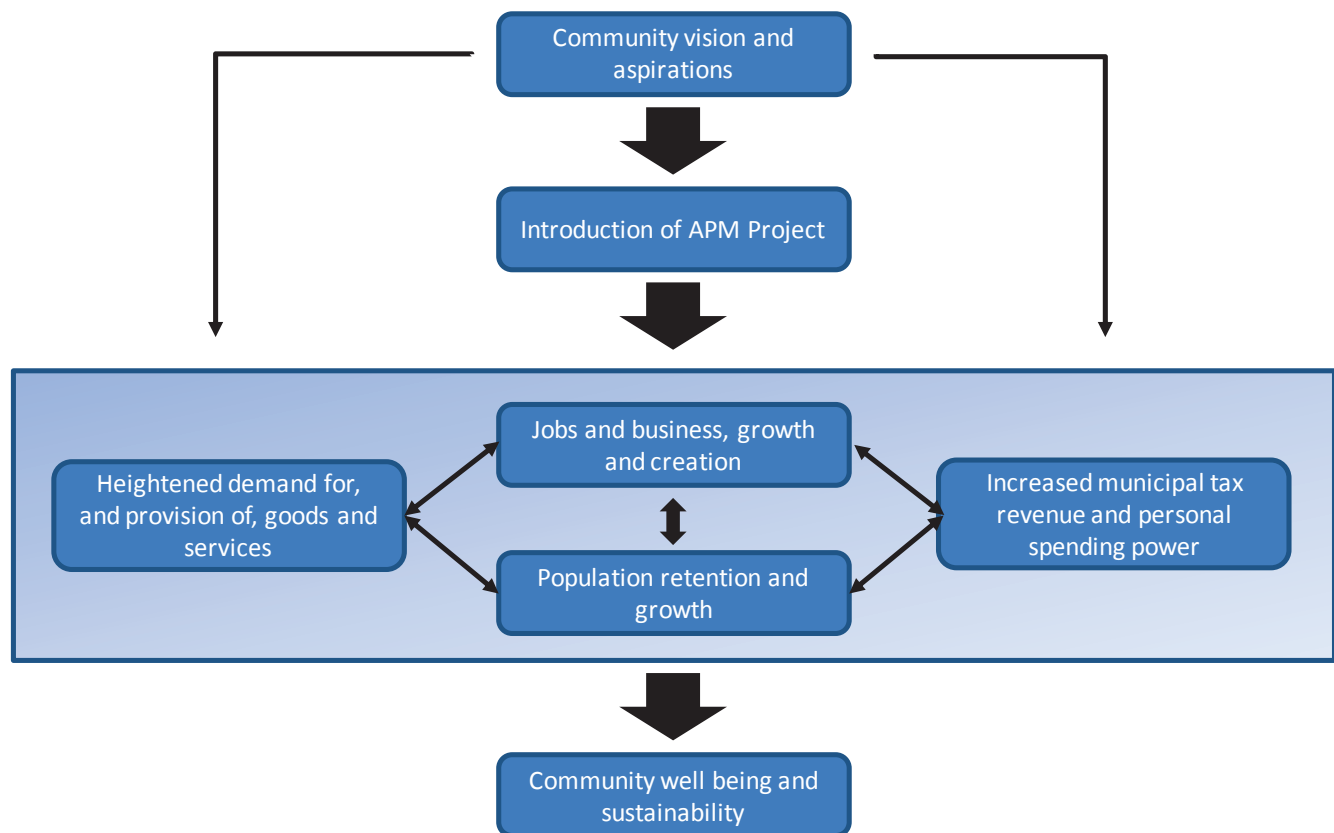 Community vision and
aspirations
Introduction of APM Project
Jobs and business, growth
and creation
Heightened demand for,
and provision of, goods and
services
Increased municipal tax
revenue and personal
spending power
Population retention and
growth
Community well being and
sustainability